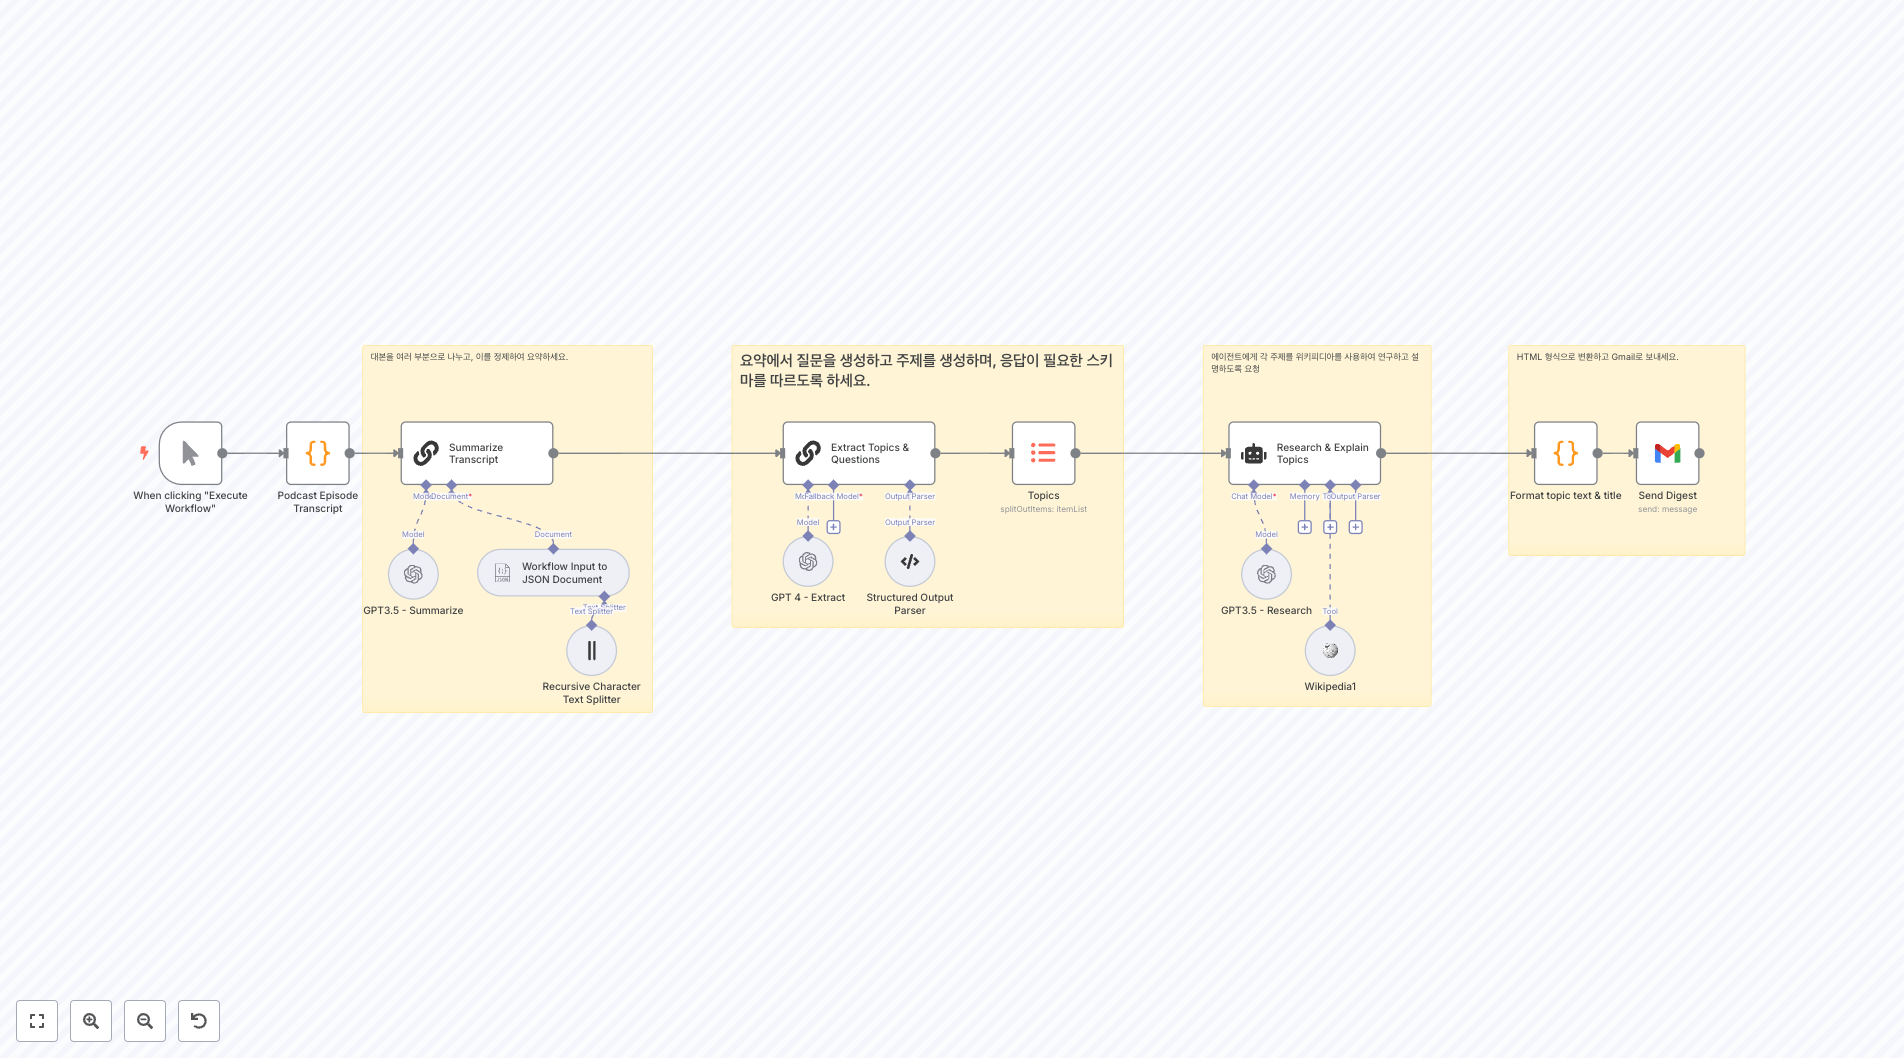 대본을 여러 부분으로 나누고, 이를 정제하여 요약하세요.
요약에서 질문을 생성하고 주제를 생성하며, 응답이 필요한 스키
마를 따르도록 하세요.
에이전트에게 각 주제를 위키피디아를 사용하여 연구하고 설
명하도록 요청
HTML 형식으로 변환하고 Gmail로 보내세요.
When clicking "Execute
Workflow"
Podcast Episode
Transcript
Summarize
Transcript
Document*
Model
GPT3.5 - Summarize
Document
Workflow Input to
JSON Document
Text Splitter
Recursive Character
Text Splitter
Extract Topics &
Questions
Fallback Model*
Output Parser
Model
Output Parser
GPT 4 - Extract
Structured Output
Parser
Topics
splitOutItems: itemList
Research & Explain
Topics
Chat Model*
Memory
Output Parser
Model
GPT3.5 - Research
Tool
Wikipedia1
Format topic text & title
Send Digest
send: message